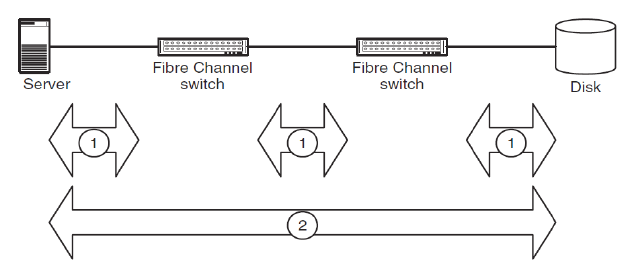 Server
Fibre Channel
switch
Fibre Channel
switch
Disk
1
1
1
2